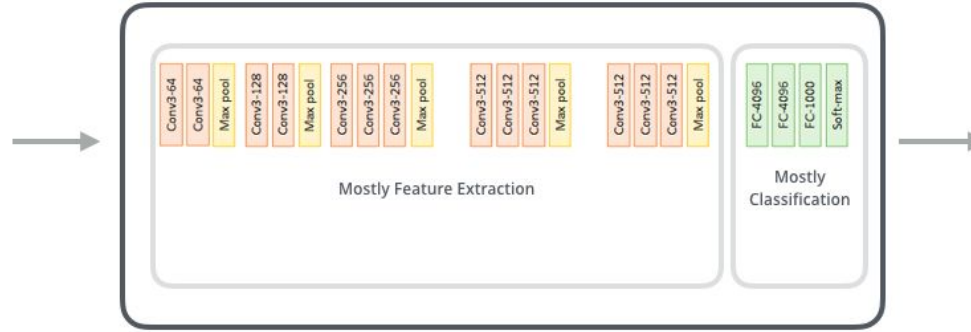 Conv3-64
Conv3-64
Max pool
Conv3-128
Conv3-128
Max pool
Conv3-256
Conv3-256
Conv3-256
Max pool
Conv3-512
Conv3-512
Conv3-512
Max pool
Conv3-512
Conv3-512
Conv3-512
Max pool
Mostly Feature Extraction
FC-4096
FC-4096
FC-1000
Soft-max
Mostly
Classification